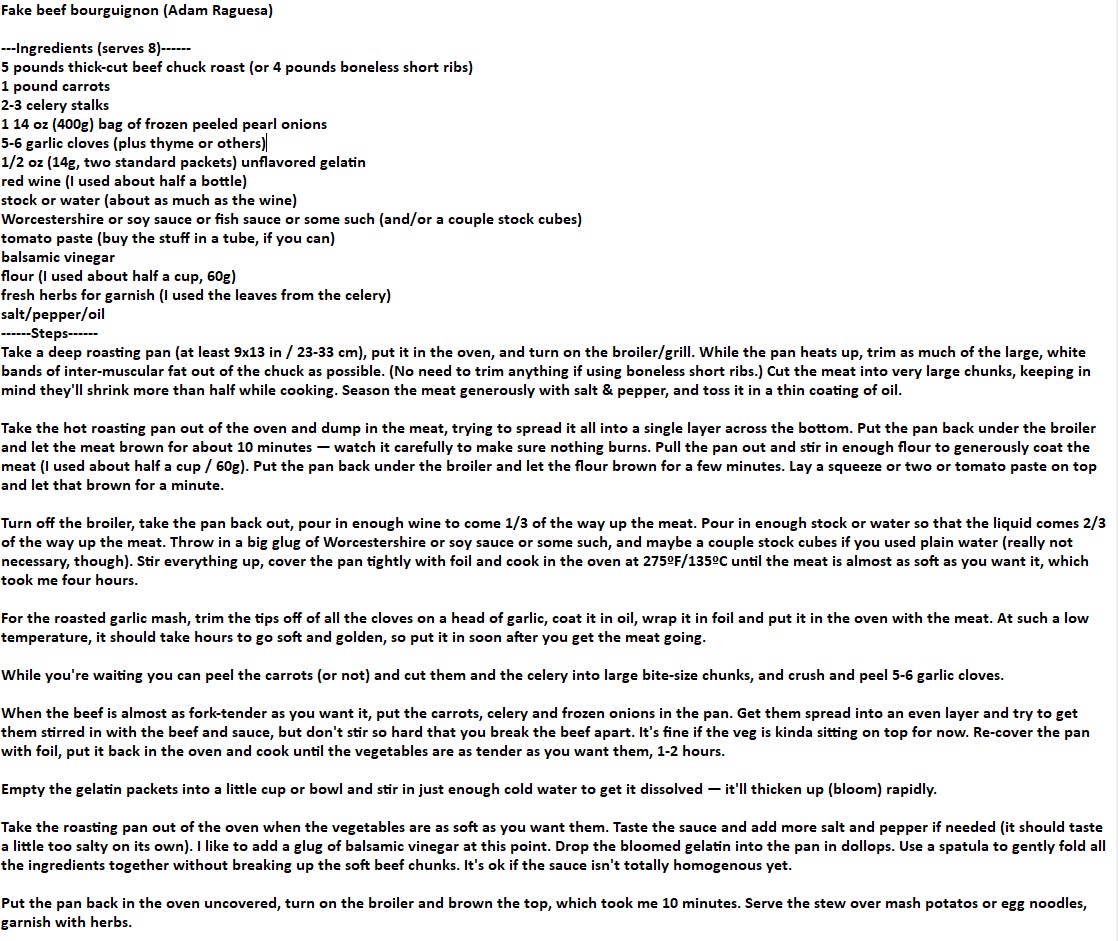 Fake beef bourguignon (Adam Raguesa)
---Ingredients (serves 8)------
5 pounds thick-cut beef chuck roast (or 4 pounds boneless short ribs)
1 pound carrots
2-3 celery stalks
1 14 oz (400g) bag of frozen peeled pearl onions
5-6 garlic cloves (plus thyme or others)
1/2 oz (14g, two standard packets) unflavored gelatin
red wine (I used about half a bottle)
stock or water (about as much as the wine)
Worcestershire or soy sauce or fish sauce or some such (and/or a couple stock cubes)
tomato paste (buy the stuff in a tube, if you can)
balsamic vinegar
flour (I used about half a cup, 60g)
fresh herbs for garnish (I used the leaves from the celery)
salt/pepper/oil
------Steps------
Take a deep roasting pan (at least 9x13 in / 23-33 cm), put it in the oven, and turn on the broiler/grill. While the pan heats up, trim as much of the large, white
bands of inter-muscular fat out of the chuck as possible. (No need to trim anything if using boneless short ribs.) Cut the meat into very large chunks, keeping in
mind they'll shrink more than half while cooking. Season the meat generously with salt & pepper, and toss it in a thin coating of oil.
Take the hot roasting pan out of the oven and dump in the meat, trying to spread it all into a single layer across the bottom. Put the pan back under the broiler
and let the meat brown for about 10 minutes — watch it carefully to make sure nothing burns. Pull the pan out and stir in enough flour to generously coat the
meat (I used about half a cup / 60g). Put the pan back under the broiler and let the flour brown for a few minutes. Lay a squeeze or two or tomato paste on top
and let that brown for a minute.
Turn off the broiler, take the pan back out, pour in enough wine to come 1/3 of the way up the meat. Pour in enough stock or water so that the liquid comes 2/3
of the way up the meat. Throw in a big glug of Worcestershire or soy sauce or some such, and maybe a couple stock cubes if you used plain water (really not
necessary, though). Stir everything up, cover the pan tightly with foil and cook in the oven at 275ºF/135ºC until the meat is almost as soft as you want it, which
took me four hours.
For the roasted garlic mash, trim the tips off of all the cloves on a head of garlic, coat it in oil, wrap it in foil and put it in the oven with the meat. At such a low
temperature, it should take hours to go soft and golden, so put it in soon after you get the meat going.
While you're waiting you can peel the carrots (or not) and cut them and the celery into large bite-size chunks, and crush and peel 5-6 garlic cloves.
When the beef is almost as fork-tender as you want it, put the carrots, celery and frozen onions in the pan. Get them spread into an even layer and try to get
them stirred in with the beef and sauce, but don't stir so hard that you break the beef apart. It's fine if the veg is kinda sitting on top for now. Re-cover the pan
with foil, put it back in the oven and cook until the vegetables are as tender as you want them, 1-2 hours.
Empty the gelatin packets into a little cup or bowl and stir in just enough cold water to get it dissolved — it'll thicken up (bloom) rapidly.
Take the roasting pan out of the oven when the vegetables are as soft as you want them. Taste the sauce and add more salt and pepper if needed (it should taste
a little too salty on its own). I like to add a glug of balsamic vinegar at this point. Drop the bloomed gelatin into the pan in dollops. Use a spatula to gently fold all
the ingredients together without breaking up the soft beef chunks. It's ok if the sauce isn't totally homogenous yet.
Put the pan back in the oven uncovered, turn on the broiler and brown the top, which took me 10 minutes. Serve the stew over mash potatos or egg noodles,
garnish with herbs.